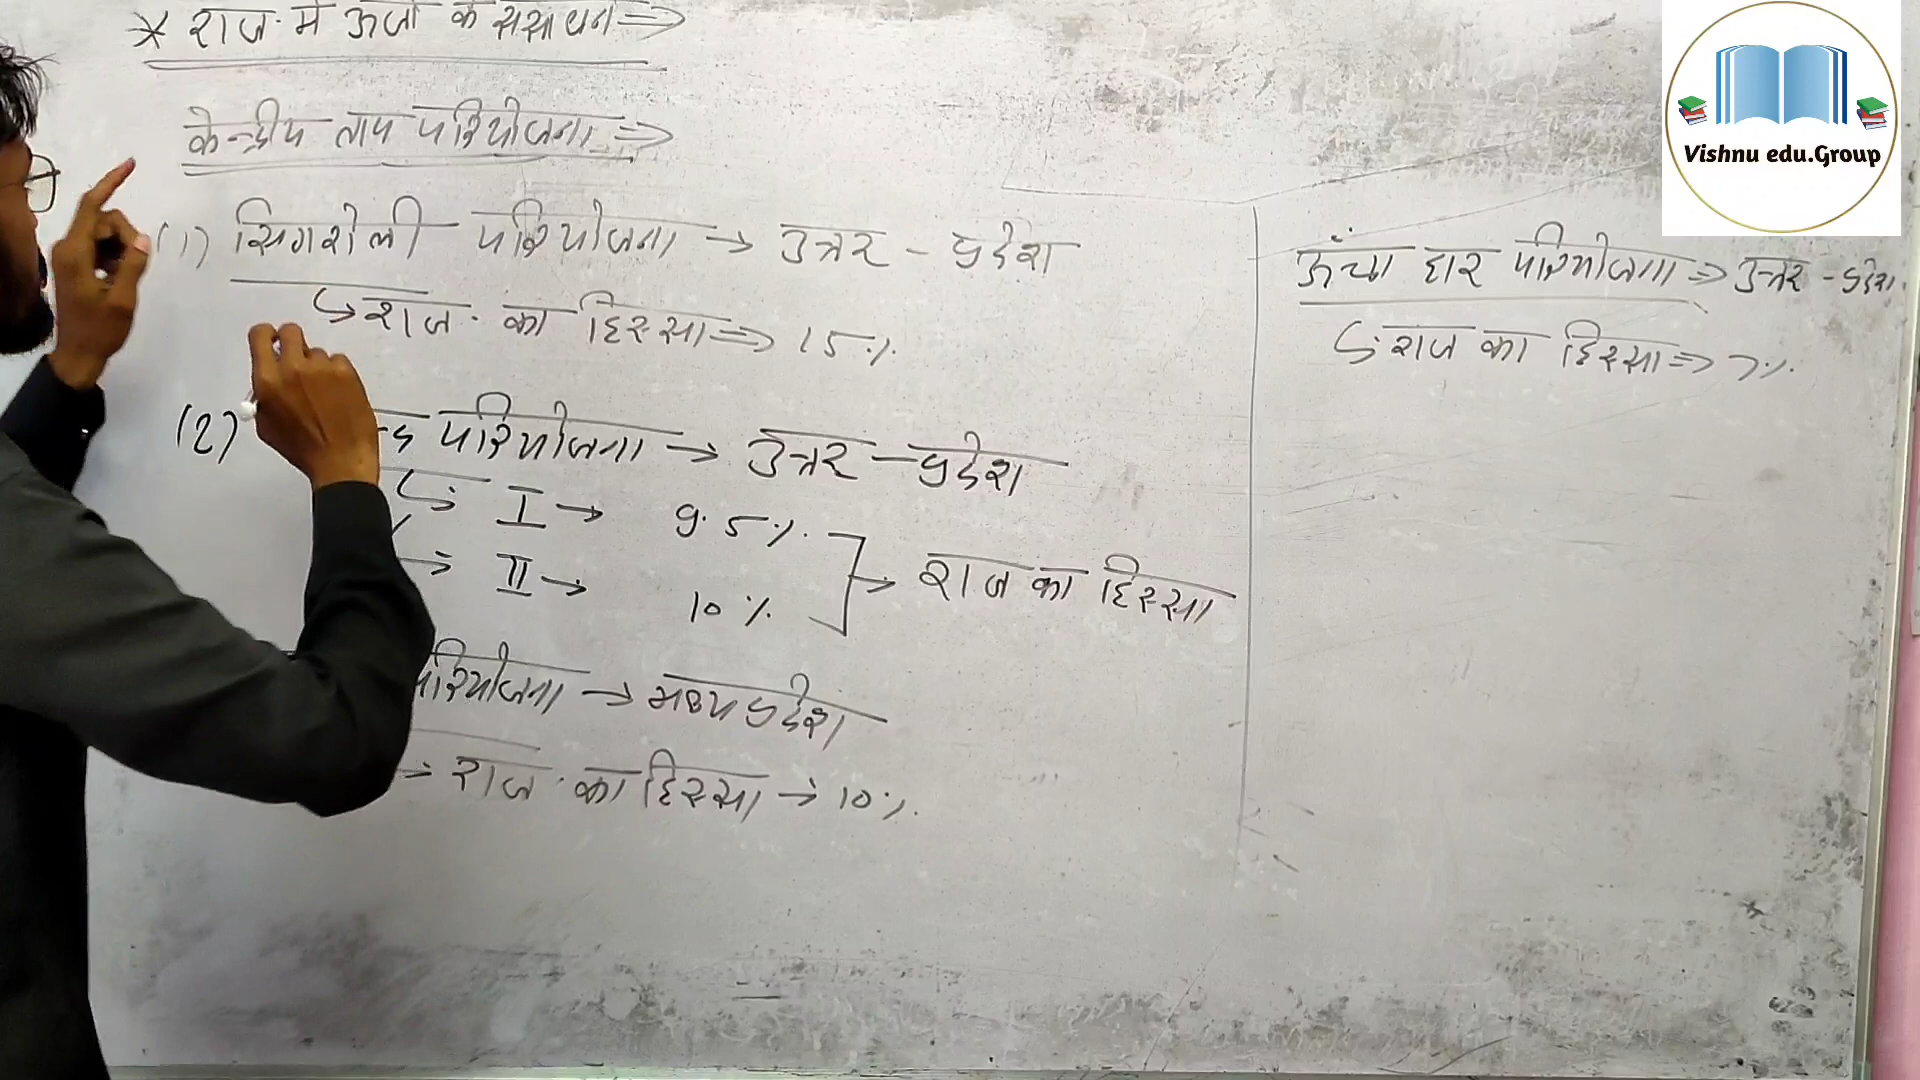 * राज. मे ऊर्जा के संसाधन ⇒
केन्द्रीय ताप परियोजना ⇒
(1) सिगरौली परियोजना → उत्तर - प्रदेश
↳ राज. का हिस्सा ⇒ 15%
(2) परियोजना → उत्तर - प्रदेश
I → 9.5%
⇒ II → 10%
→ राज का हिस्सा
परियोजना → मध्य प्रदेश
⇒ राज. का हिस्सा → 10%
ऊँचा हार परियोजना ⇒ उत्तर - प्रदेश
↳ राज का हिस्सा ⇒ 7%
Vishnu edu.Group